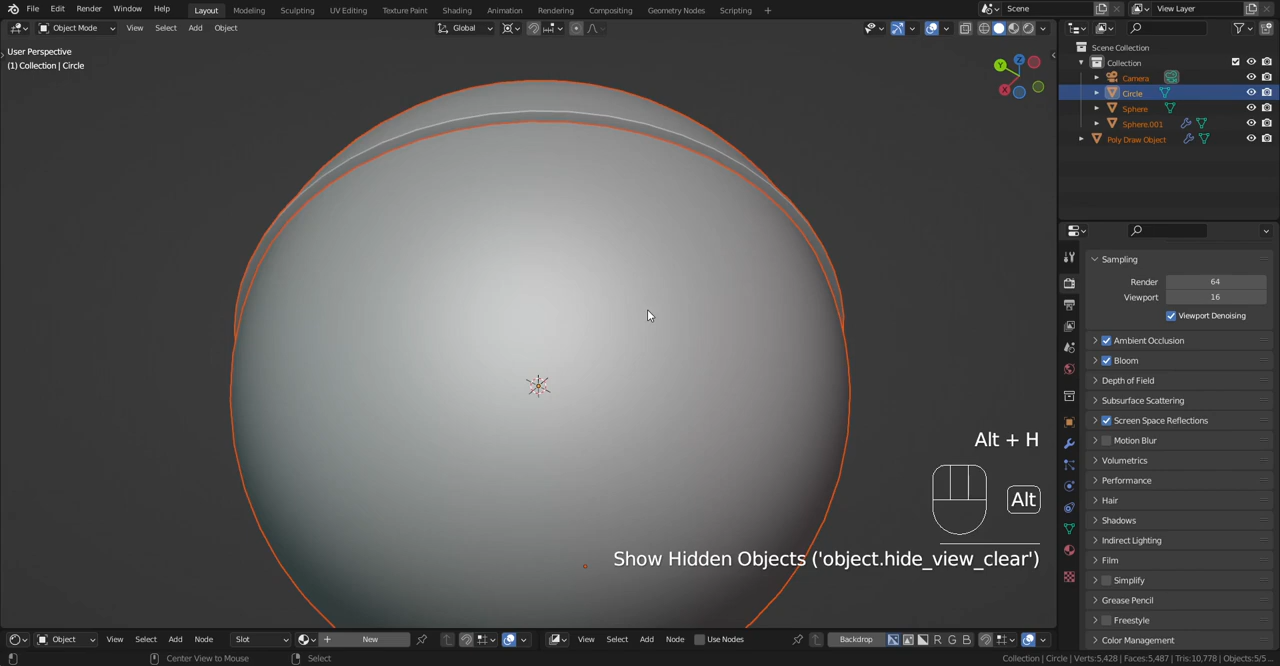 File Edit Render Window Help Layout Modeling Sculpting UV Editing Texture Paint Shading Animation Rendering Compositing Geometry Nodes Scripting + Scene View Layer
Object Mode View Select Add Object Global
User Perspective
(1) Collection | Circle
Y
Z
X
Scene Collection
Collection
Camera
Circle
Sphere
Sphere.001
Poly Draw Object
Sampling
Render 64
Viewport 16
Viewport Denoising
Ambient Occlusion
Bloom
Depth of Field
Subsurface Scattering
Screen Space Reflections
Motion Blur
Volumetrics
Performance
Hair
Shadows
Indirect Lighting
Film
Simplify
Grease Pencil
Freestyle
Color Management
Alt + H
Alt
Show Hidden Objects ('object.hide_view_clear')
Object View Select Add Node Slot + New View Select Add Node Use Nodes Backdrop R G B
Center View to Mouse Select Collection | Circle | Verts:5,428 | Faces:5,487 | Tris:10,778 | Objects:5/5